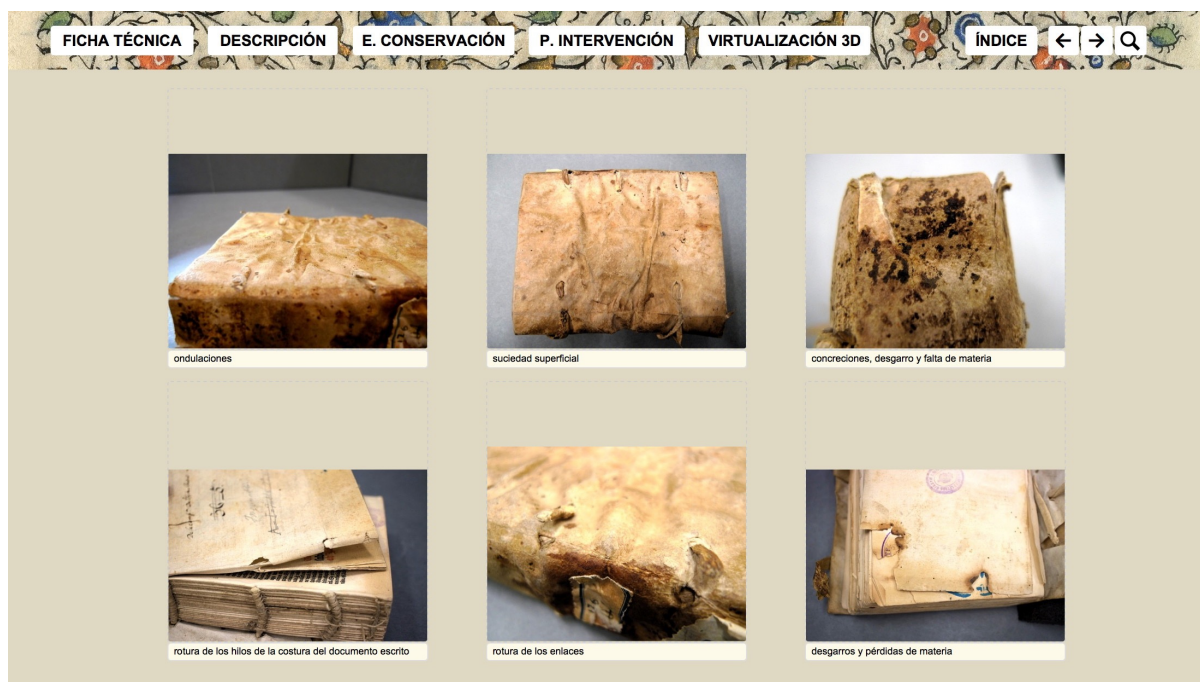 FICHA TÉCNICA
DESCRIPCIÓN
E. CONSERVACIÓN
P. INTERVENCIÓN
VIRTUALIZACIÓN 3D
ÍNDICE
ondulaciones
suciedad superficial
concreciones, desgarro y falta de materia
rotura de los hilos de la costura del documento escrito
rotura de los enlaces
desgarros y pérdidas de materia